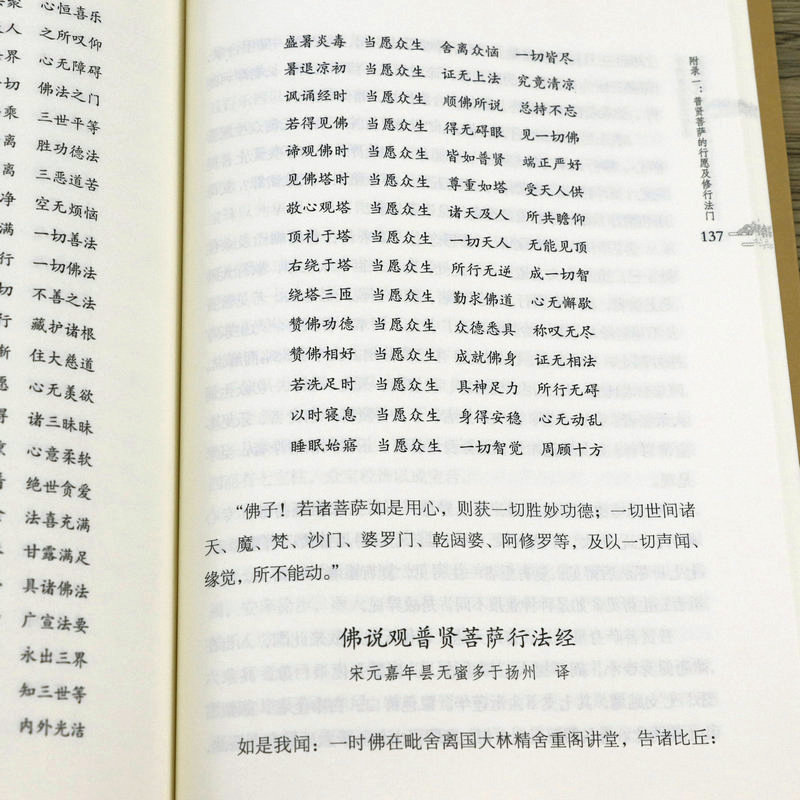 心恒喜乐
人 之所叹仰
界 心无障碍
切 佛法之门
乘 三世平等
离 胜功德法
离 三恶道苦
净 空无烦恼
满 一切善法
行 一切佛法
切 不善之法
行 藏护诸根
住大慈道
心无羡欲
诸三昧昧
心意柔软
绝世贪爱
法喜充满
甘露满足
具诸佛法
广宣法要
永出三界
知三世等
内外光洁
盛暑炎毒 当愿众生 舍离众恼 一切皆尽
暑退凉初 当愿众生 证无上法 究竟清凉
讽诵经时 当愿众生 顺佛所说 总持不忘
若得见佛 当愿众生 得无碍眼 见一切佛
谛观佛时 当愿众生 皆如普贤 端正严好
见佛塔时 当愿众生 尊重如塔 受天人供
敬心观塔 当愿众生 诸天及人 所共瞻仰
顶礼于塔 当愿众生 一切天人 无能见顶
右绕于塔 当愿众生 所行无逆 成一切智
绕塔三匝 当愿众生 勤求佛道 心无懈歇
赞佛功德 当愿众生 众德悉具 称叹无尽
赞佛相好 当愿众生 成就佛身 证无相法
若洗足时 当愿众生 具神足力 所行无碍
以时寝息 当愿众生 身得安稳 心无动乱
睡眠始寤 当愿众生 一切智觉 周顾十方
“佛子！若诸菩萨如是用心，则获一切胜妙功德；一切世间诸
天、魔、梵、沙门、婆罗门、乾闼婆、阿修罗等，及以一切声闻、
缘觉，所不能动。”
佛说观普贤菩萨行法经
宋元嘉年县无蜜多于扬州 译
如是我闻：一时佛在毗舍离国大林精舍重阁讲堂，告诸比丘：
附录一：普贤菩萨的行愿及修行法门
137